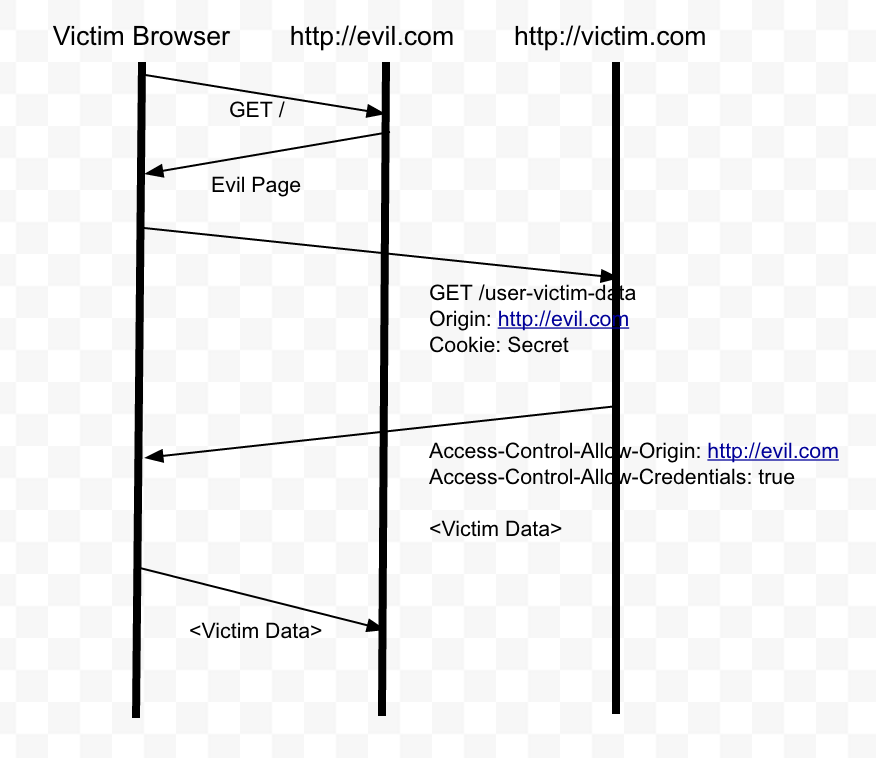 Victim Browser
http://evil.com
http://victim.com
GET /
Evil Page
GET /user-victim-data
Origin: http://evil.com
Cookie: Secret
Access-Control-Allow-Origin: http://evil.com
Access-Control-Allow-Credentials: true
<Victim Data>
<Victim Data>